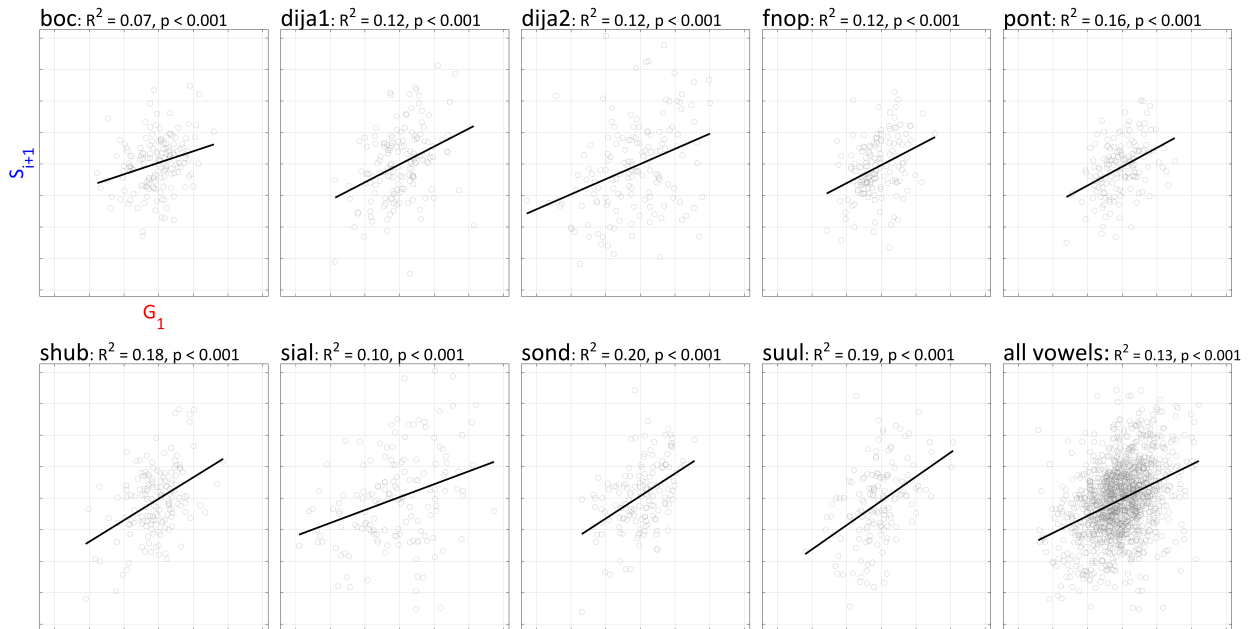 boc: R² = 0.07, p < 0.001
dija1: R² = 0.12, p < 0.001
dija2: R² = 0.12, p < 0.001
fnop: R² = 0.12, p < 0.001
pont: R² = 0.16, p < 0.001
S_{i+1}
G_1
shub: R² = 0.18, p < 0.001
sial: R² = 0.10, p < 0.001
sond: R² = 0.20, p < 0.001
suul: R² = 0.19, p < 0.001
all vowels: R² = 0.13, p < 0.001